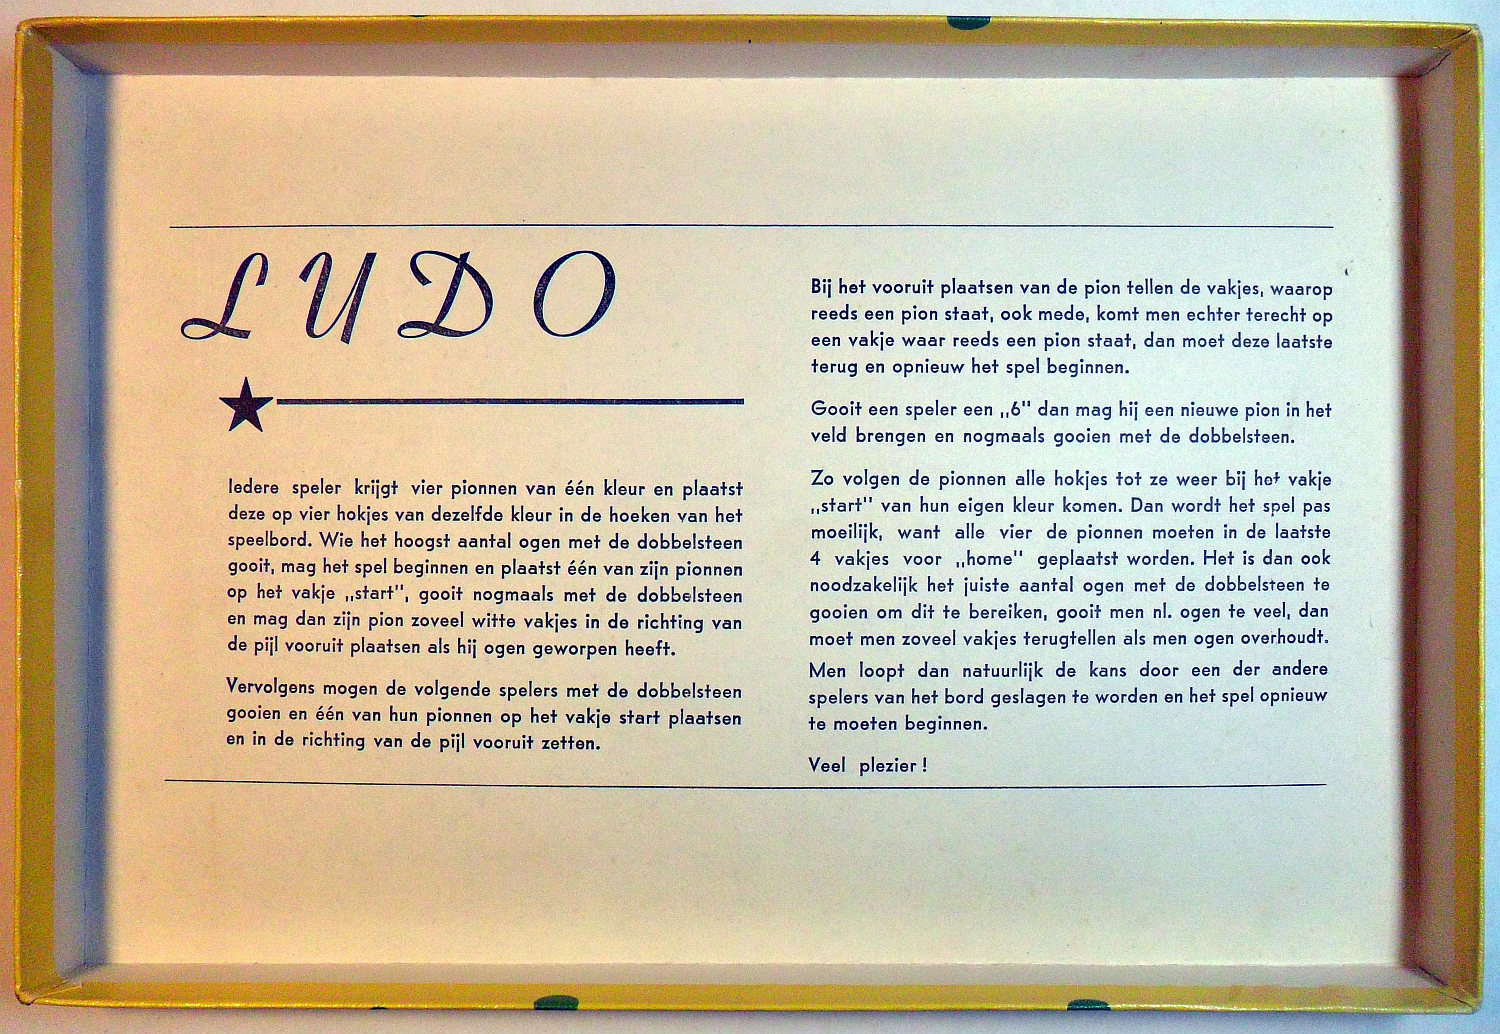 LUDO
Iedere speler krijgt vier pionnen van één kleur en plaatst
deze op vier hokjes van dezelfde kleur in de hoeken van het
speelbord. Wie het hoogst aantal ogen met de dobbelsteen
gooit, mag het spel beginnen en plaatst één van zijn pionnen
op het vakje „start", gooit nogmaals met de dobbelsteen
en mag dan zijn pion zoveel witte vakjes in de richting van
de pijl vooruit plaatsen als hij ogen geworpen heeft.
Vervolgens mogen de volgende spelers met de dobbelsteen
gooien en één van hun pionnen op het vakje start plaatsen
en in de richting van de pijl vooruit zetten.
Bij het vooruit plaatsen van de pion tellen de vakjes, waarop
reeds een pion staat, ook mede, komt men echter terecht op
een vakje waar reeds een pion staat, dan moet deze laatste
terug en opnieuw het spel beginnen.
Gooit een speler een „6" dan mag hij een nieuwe pion in het
veld brengen en nogmaals gooien met de dobbelsteen.
Zo volgen de pionnen alle hokjes tot ze weer bij het vakje
„start" van hun eigen kleur komen. Dan wordt het spel pas
moeilijk, want alle vier de pionnen moeten in de laatste
4 vakjes voor „home" geplaatst worden. Het is dan ook
noodzakelijk het juiste aantal ogen met de dobbelsteen te
gooien om dit te bereiken, gooit men nl. ogen te veel, dan
moet men zoveel vakjes terugtellen als men ogen overhoudt.
Men loopt dan natuurlijk de kans door een der andere
spelers van het bord geslagen te worden en het spel opnieuw
te moeten beginnen.
Veel plezier !